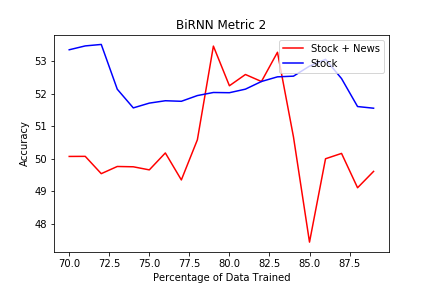 BiRNN Metric 2
Stock + News
Stock
Accuracy
53
52
51
50
49
48
70.0 72.5 75.0 77.5 80.0 82.5 85.0 87.5
Percentage of Data Trained